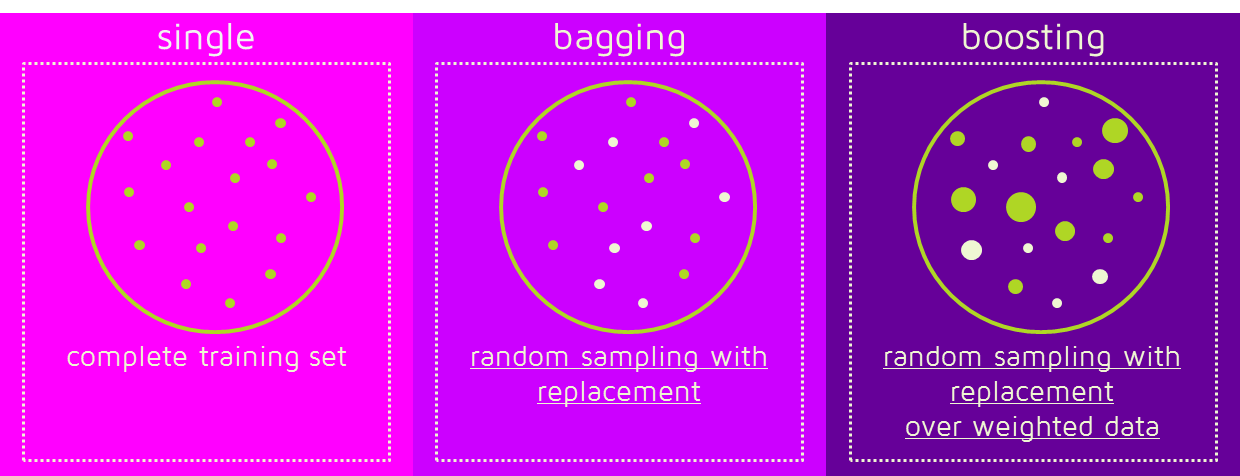 single
complete training set
bagging
random sampling with
replacement
boosting
random sampling with
replacement
over weighted data